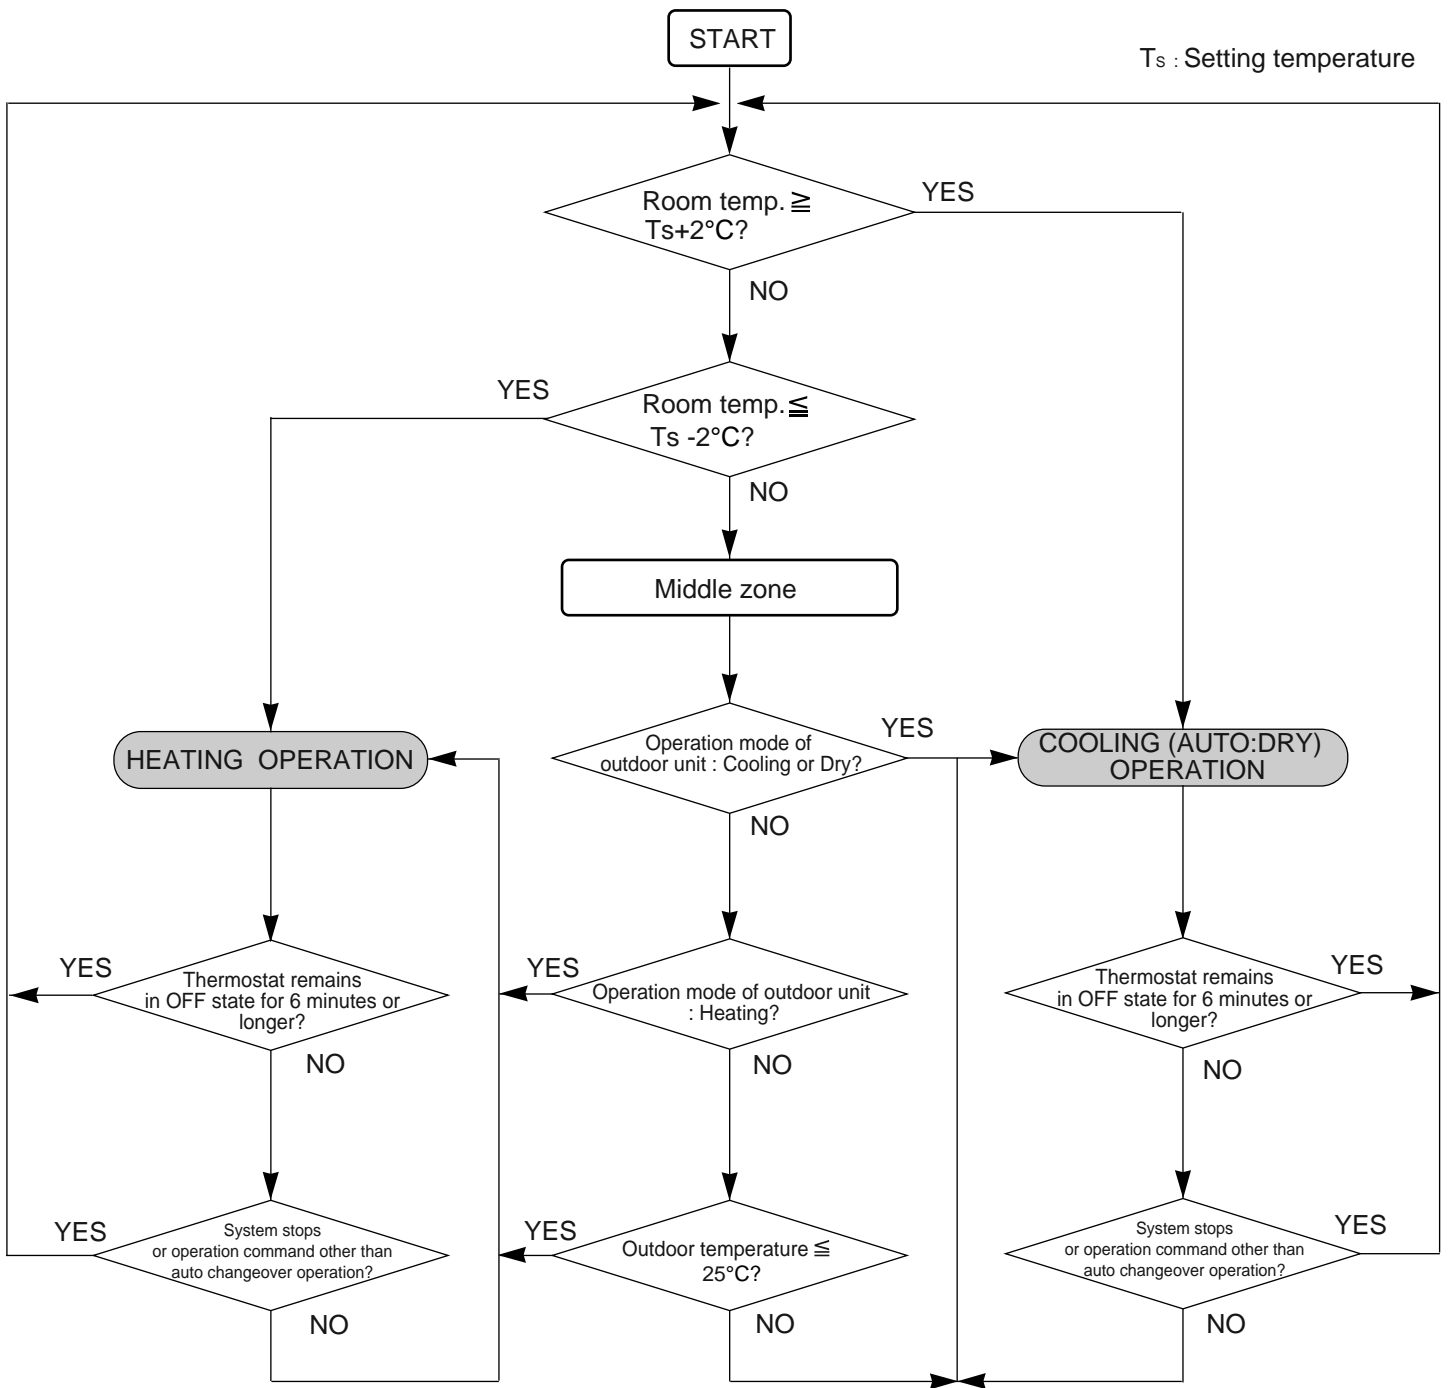 START
Ts : Setting temperature
Room temp. ≧
Ts+2°C?
YES
NO
YES
Room temp. ≦
Ts -2°C?
NO
Middle zone
HEATING OPERATION
Operation mode of
outdoor unit : Cooling or Dry?
YES
NO
COOLING (AUTO:DRY)
OPERATION
YES
Thermostat remains
in OFF state for 6 minutes or
longer?
NO
YES
Operation mode of outdoor unit
: Heating?
NO
Thermostat remains
in OFF state for 6 minutes or
longer?
YES
NO
YES
System stops
or operation command other than
auto changeover operation?
NO
YES
Outdoor temperature ≦
25°C?
NO
System stops
or operation command other than
auto changeover operation?
YES
NO